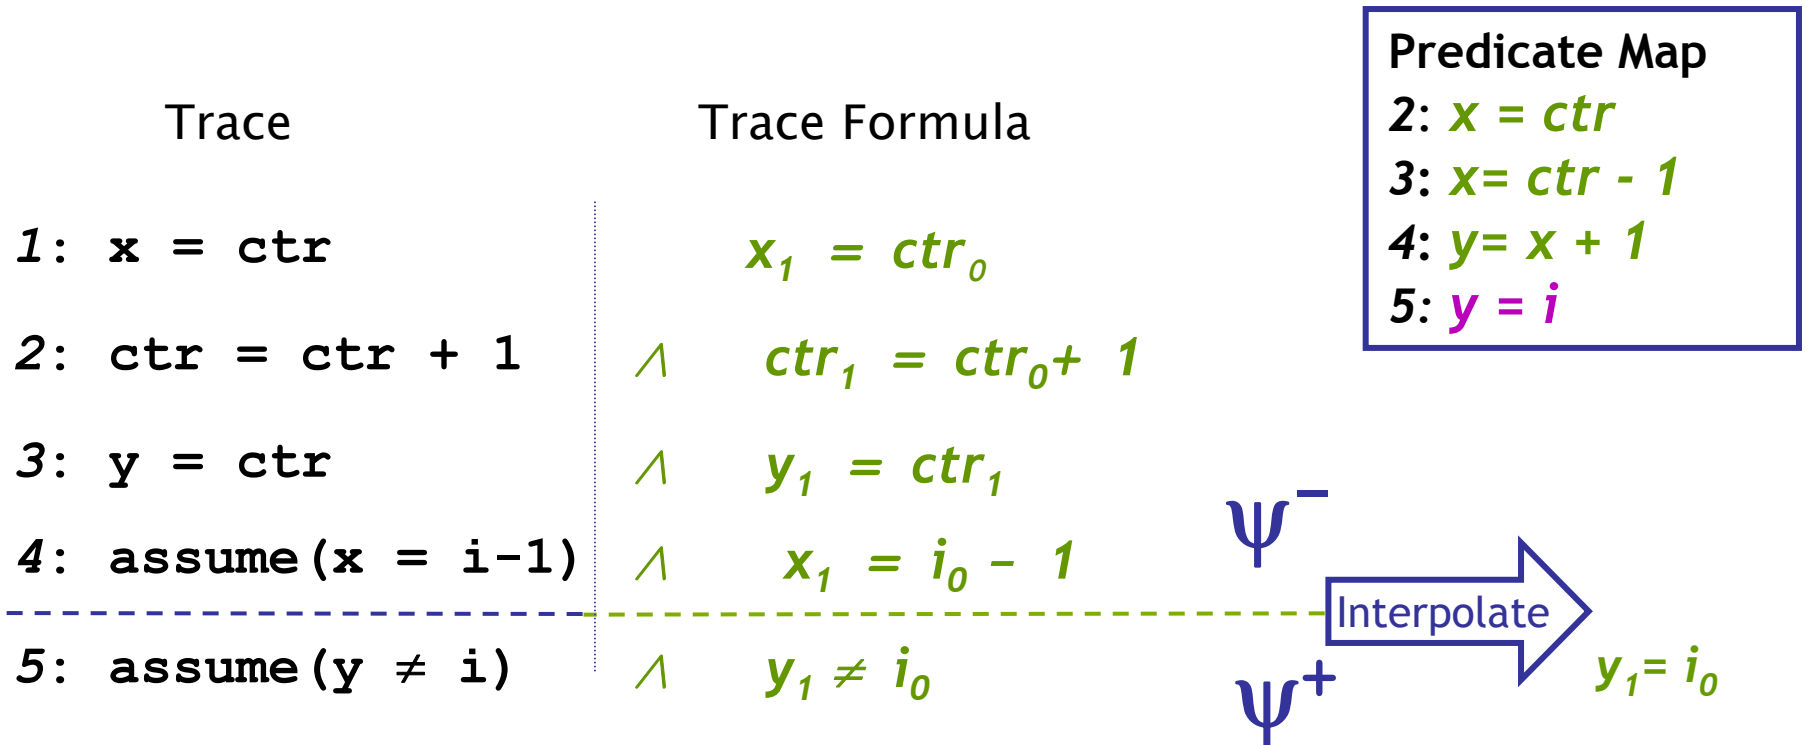 Predicate Map
2: x = ctr
3: x= ctr - 1
4: y= x + 1
5: y = i
Trace
Trace Formula
1: x = ctr
x₁ = ctr₀
2: ctr = ctr + 1
∧ ctr₁ = ctr₀+ 1
3: y = ctr
∧ y₁ = ctr₁
4: assume(x = i-1)
∧ x₁ = i₀ – 1
ψ⁻
Interpolate
5: assume(y ≠ i)
∧ y₁ ≠ i₀
ψ⁺
y₁= i₀